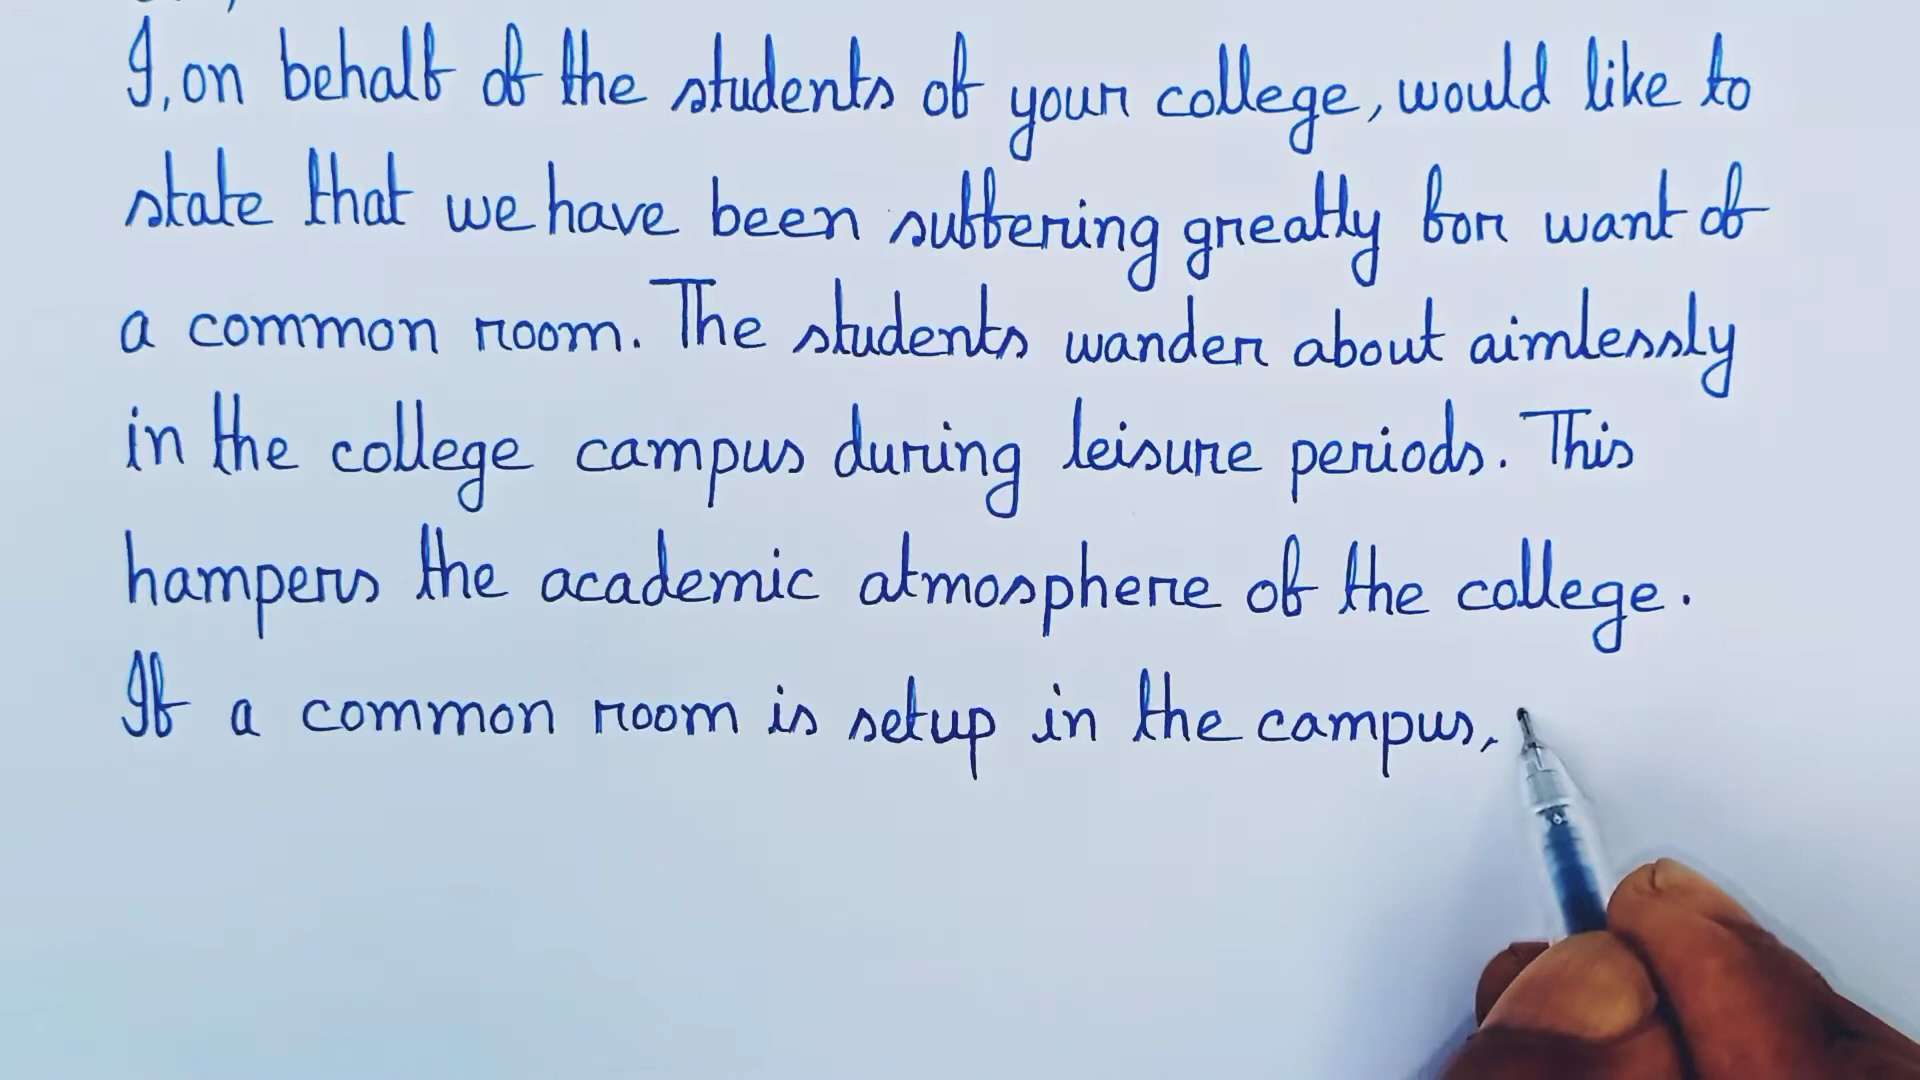 I, on behalf of the students of your college, would like to
state that we have been suffering greatly for want of
a common room. The students wander about aimlessly
in the college campus during leisure periods. This
hampers the academic atmosphere of the college.
If a common room is setup in the campus,